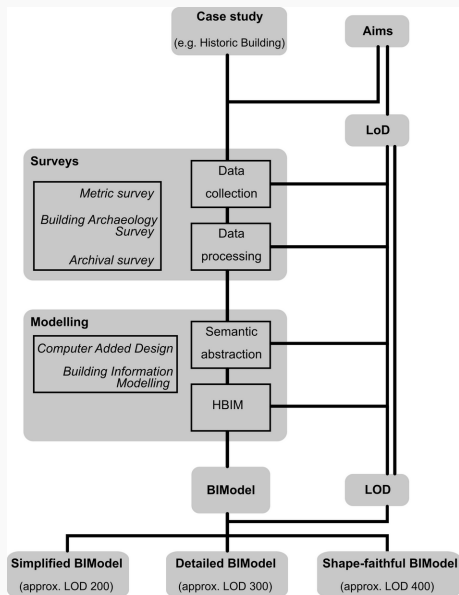 Case study
(e.g. Historic Building)
Aims
LoD
Surveys
Metric survey
Building Archaeology
Survey
Archival survey
Data
collection
Data
processing
Modelling
Computer Added Design
Building Information
Modelling
Semantic
abstraction
HBIM
BIModel
LOD
Simplified BIModel
(approx. LOD 200)
Detailed BIModel
(approx. LOD 300)
Shape-faithful BIModel
(approx. LOD 400)